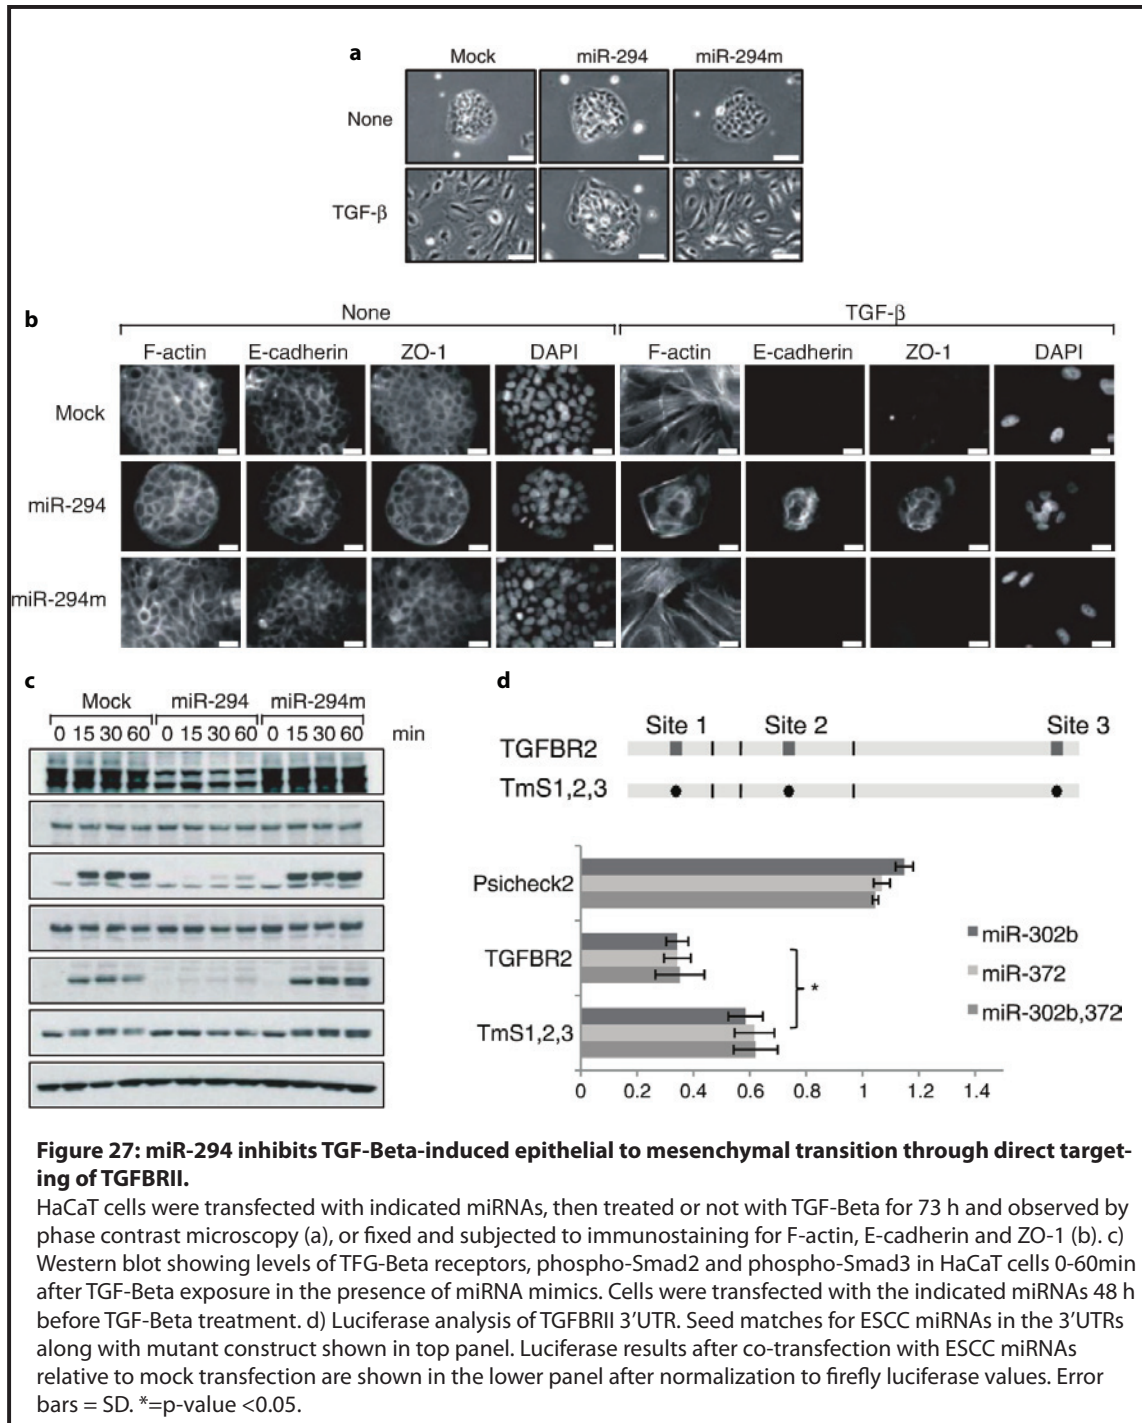 a
Mock miR-294 miR-294m
None
TGF-β
b
None TGF-β
F-actin E-cadherin ZO-1 DAPI F-actin E-cadherin ZO-1 DAPI
Mock
miR-294
miR-294m
c
Mock miR-294 miR-294m
0 15 30 60 0 15 30 60 0 15 30 60 min
d
Site 1 Site 2 Site 3
TGFBR2
TmS1,2,3
Psicheck2
TGFBR2
TmS1,2,3
*
miR-302b
miR-372
miR-302b,372
0 0.2 0.4 0.6 0.8 1 1.2 1.4
Figure 27: miR-294 inhibits TGF-Beta-induced epithelial to mesenchymal transition through direct target-
ing of TGFBRII.
HaCaT cells were transfected with indicated miRNAs, then treated or not with TGF-Beta for 73 h and observed by
phase contrast microscopy (a), or fixed and subjected to immunostaining for F-actin, E-cadherin and ZO-1 (b). c)
Western blot showing levels of TFG-Beta receptors, phospho-Smad2 and phospho-Smad3 in HaCaT cells 0-60min
after TGF-Beta exposure in the presence of miRNA mimics. Cells were transfected with the indicated miRNAs 48 h
before TGF-Beta treatment. d) Luciferase analysis of TGFBRII 3'UTR. Seed matches for ESCC miRNAs in the 3'UTRs
along with mutant construct shown in top panel. Luciferase results after co-transfection with ESCC miRNAs
relative to mock transfection are shown in the lower panel after normalization to firefly luciferase values. Error
bars = SD. *=p-value <0.05.